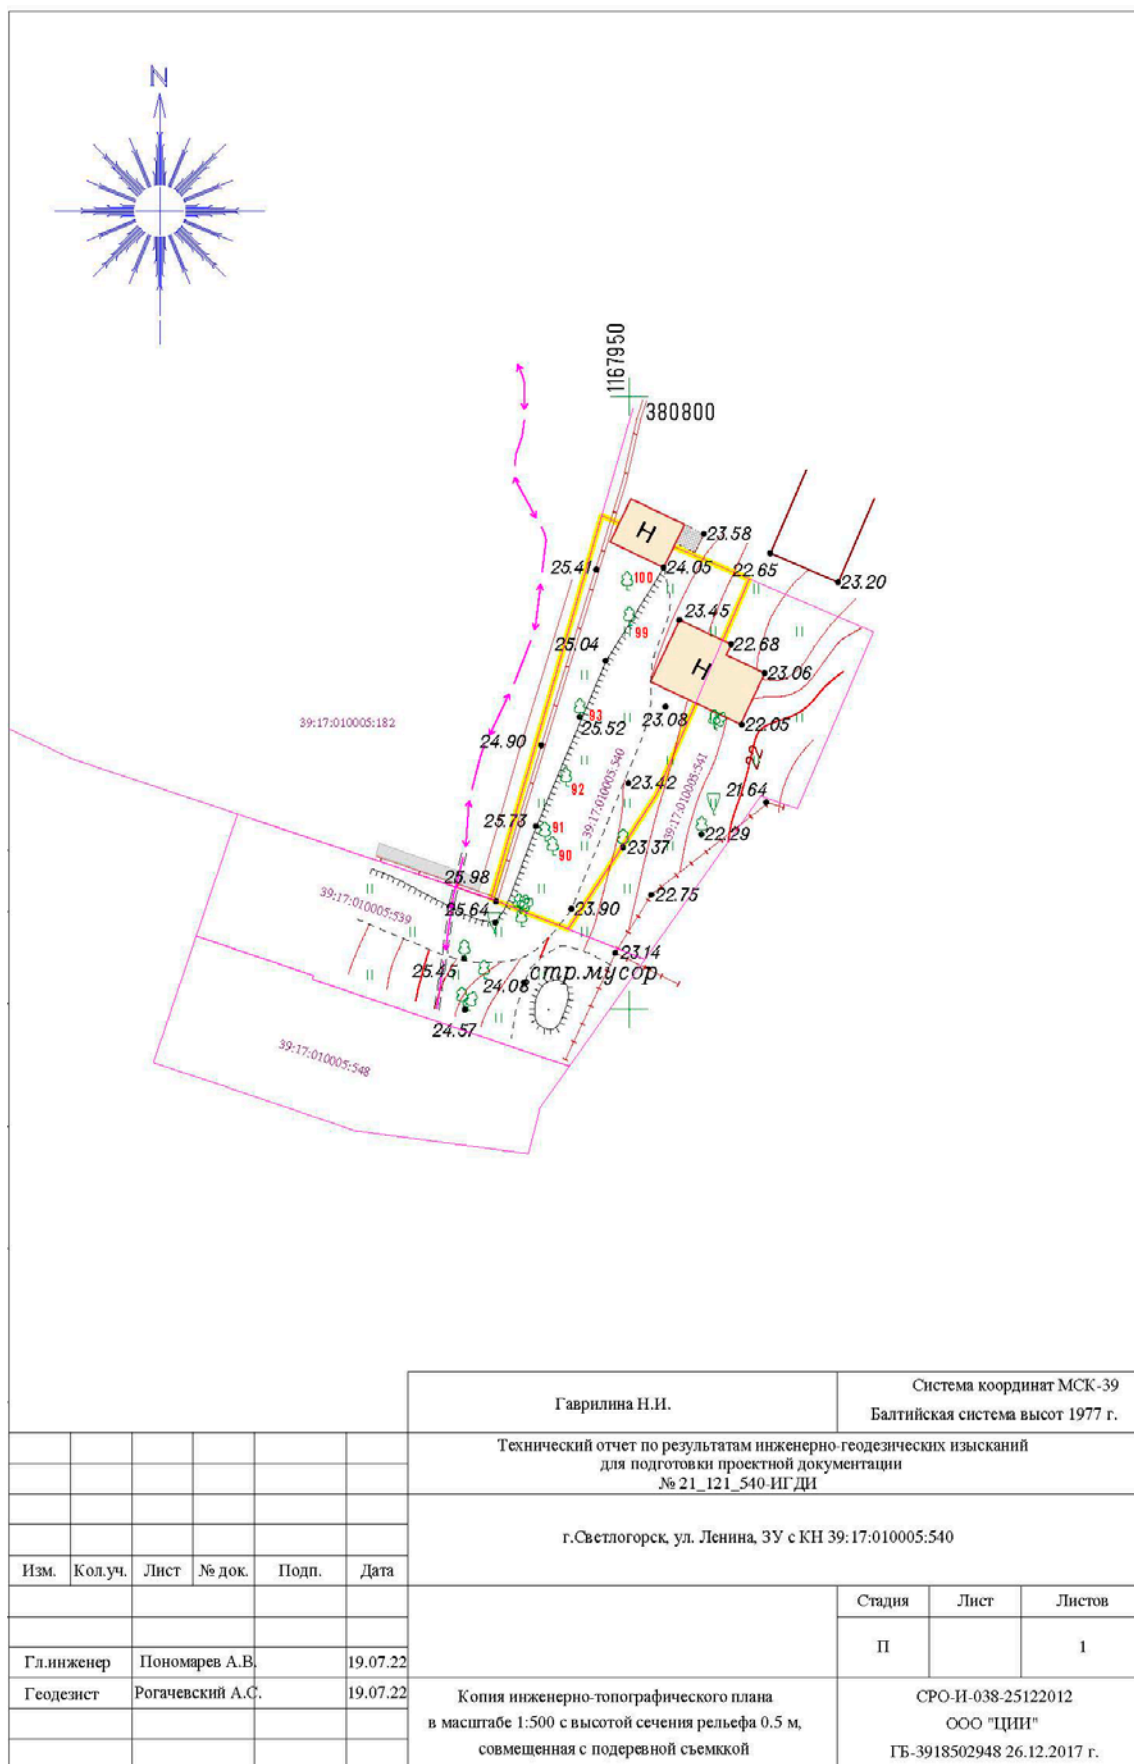 N
1167950
380800
Н
23.58
25.41
100
24.05
22.65
23.20
23.45
99
25.04
22.68
Н
23.06
93
25.52
23.08
22.05
39:17:010005:182
24.90
22
39:17:010005:540
39:17:010005:541
92
23.42
21.64
25.73
91
90
23.37
22.29
25.98
39:17:010005:539
25.64
23.90
22.75
23.14
25.45
24.08
стр.мусор
24.57
39:17:010005:548
Гаврилина Н.И.
Система координат МСК-39
Балтийская система высот 1977 г.
Технический отчет по результатам инженерно-геодезических изысканий
для подготовки проектной документации
№ 21_121_540-ИГДИ
г.Светлогорск, ул. Ленина, ЗУ с КН 39:17:010005:540
Изм. Кол.уч. Лист № док. Подп. Дата
Стадия Лист Листов
П 1
Гл.инженер Пономарев А.В. 19.07.22
Геодезист Рогачевский А.С. 19.07.22
Копия инженерно-топографического плана
в масштабе 1:500 с высотой сечения рельефа 0.5 м,
совмещенная с подеревной съемккой
СРО-И-038-25122012
ООО "ЦИИ"
ГБ-3918502948 26.12.2017 г.